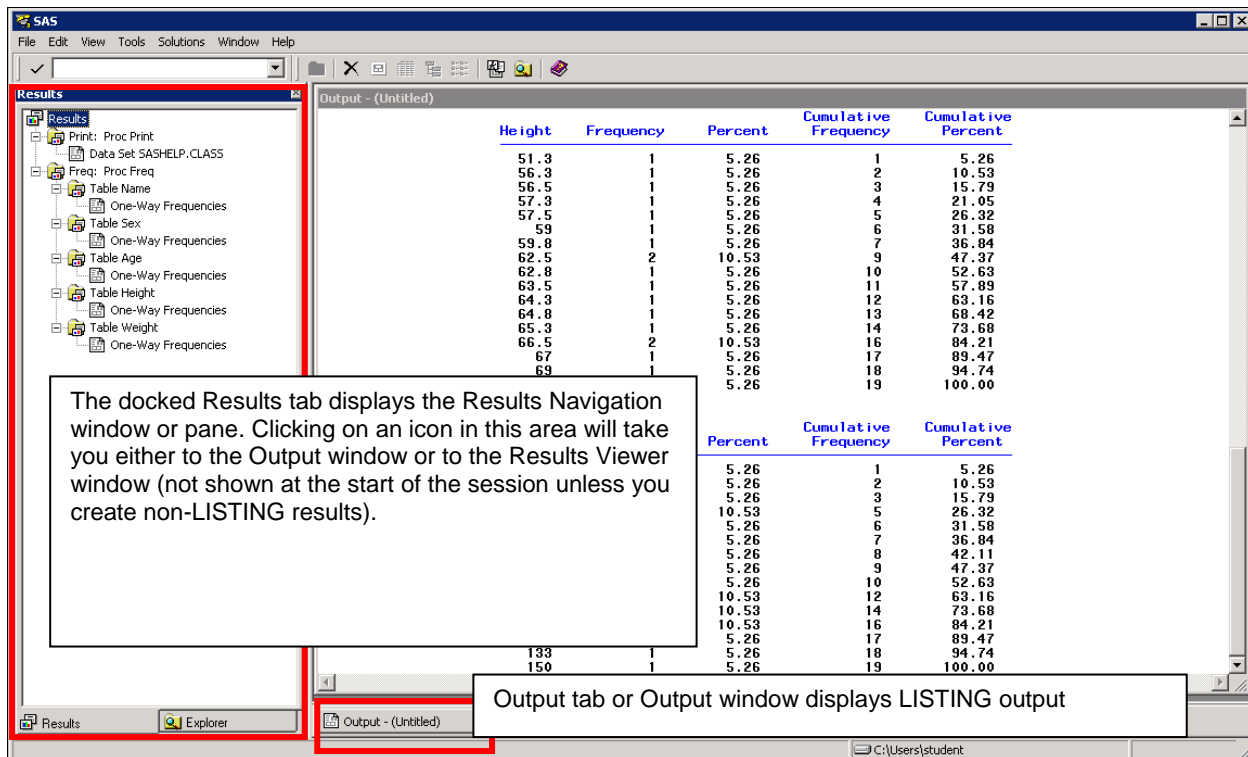 SAS
File Edit View Tools Solutions Window Help
Results
Results
Print: Proc Print
Data Set SASHELP.CLASS
Freq: Proc Freq
Table Name
One-Way Frequencies
Table Sex
One-Way Frequencies
Table Age
One-Way Frequencies
Table Height
One-Way Frequencies
Table Weight
One-Way Frequencies
Output - (Untitled)
Cumulative Cumulative
Height Frequency Percent Frequency Percent
51.3 1 5.26 1 5.26
56.3 1 5.26 2 10.53
56.5 1 5.26 3 15.79
57.3 1 5.26 4 21.05
57.5 1 5.26 5 26.32
59 1 5.26 6 31.58
59.8 1 5.26 7 36.84
62.5 2 10.53 9 47.37
62.8 1 5.26 10 52.63
63.5 1 5.26 11 57.89
64.3 1 5.26 12 63.16
64.8 1 5.26 13 68.42
65.3 1 5.26 14 73.68
66.5 2 10.53 16 84.21
67 1 5.26 17 89.47
69 1 5.26 18 94.74
5.26 19 100.00
The docked Results tab displays the Results Navigation
window or pane. Clicking on an icon in this area will take
you either to the Output window or to the Results Viewer
window (not shown at the start of the session unless you
create non-LISTING results).
Cumulative Cumulative
Percent Frequency Percent
5.26 1 5.26
5.26 2 10.53
5.26 3 15.79
10.53 5 26.32
5.26 6 31.58
5.26 7 36.84
5.26 8 42.11
5.26 9 47.37
5.26 10 52.63
10.53 12 63.16
10.53 14 73.68
10.53 16 84.21
5.26 17 89.47
133 1 5.26 18 94.74
150 1 5.26 19 100.00
Output tab or Output window displays LISTING output
Results Explorer
Output - (Untitled)
C:\Users\student